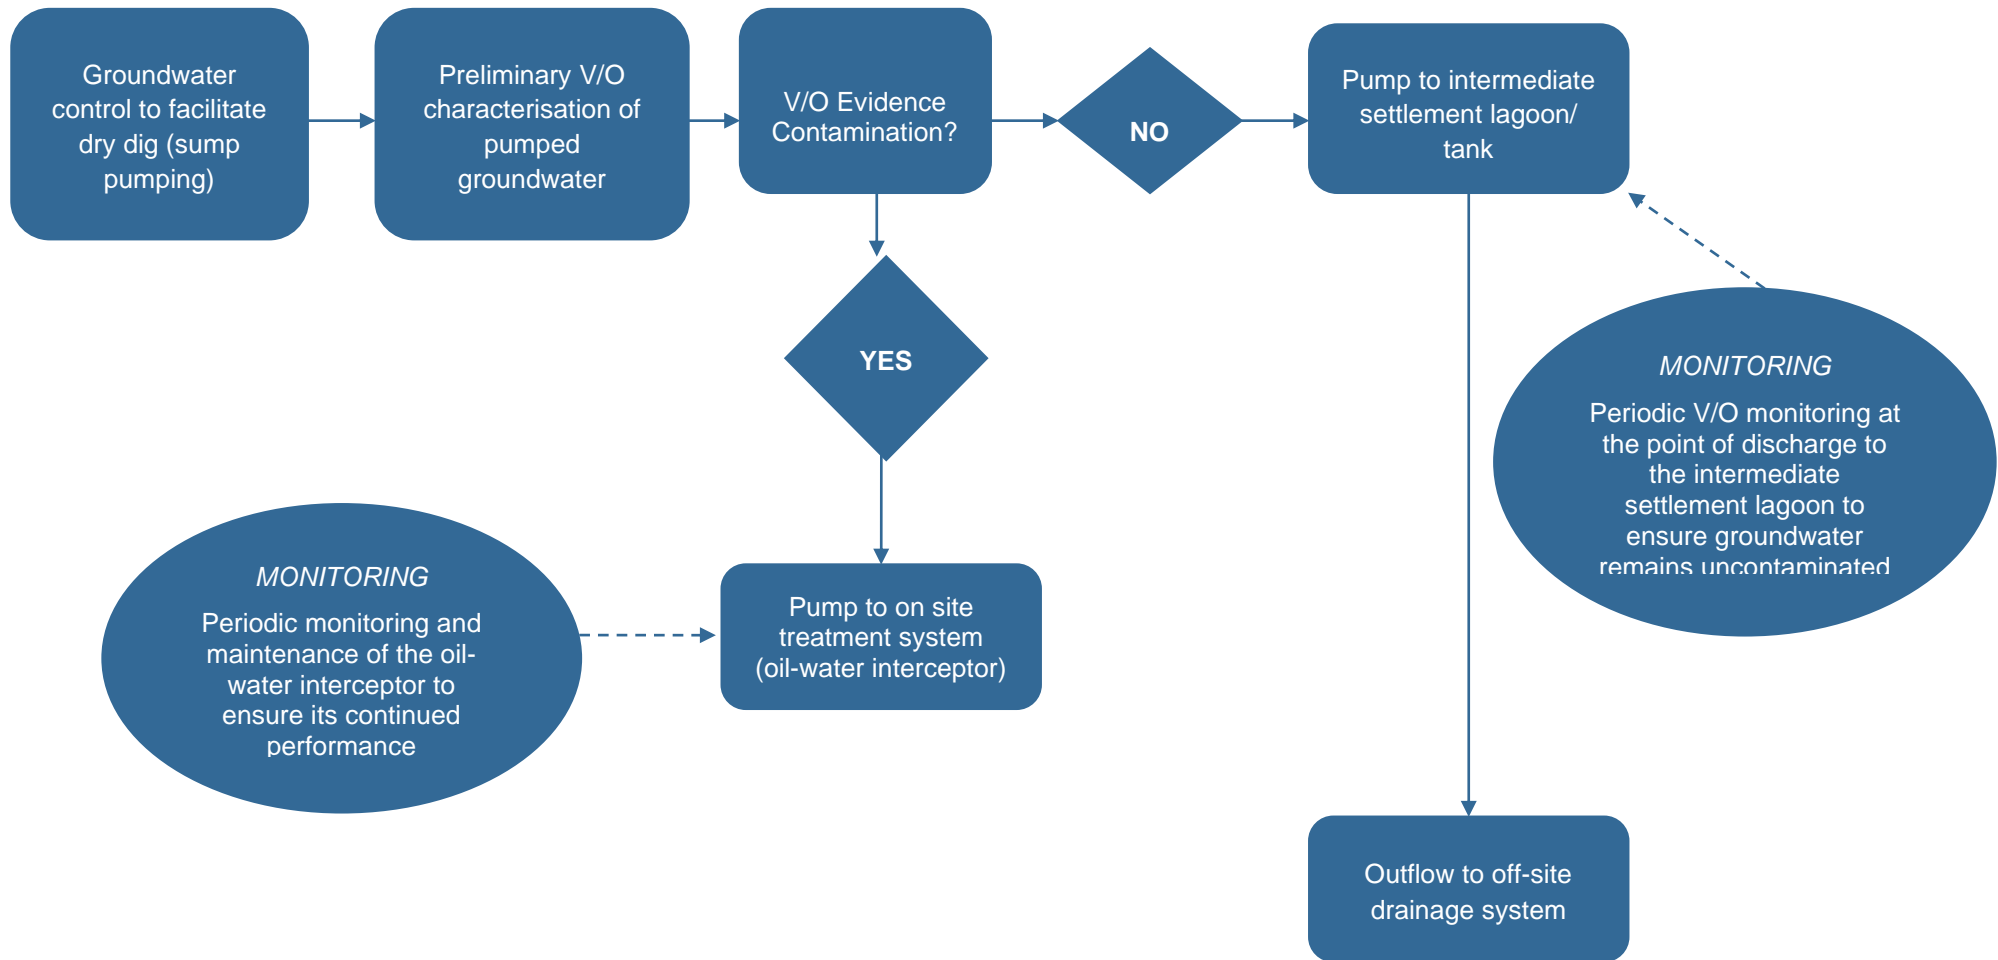 Groundwater
control to facilitate
dry dig (sump
pumping)
Preliminary V/O
characterisation of
pumped
groundwater
V/O Evidence
Contamination?
NO
Pump to intermediate
settlement lagoon/
tank
YES
MONITORING
Periodic V/O monitoring at
the point of discharge to
the intermediate
settlement lagoon to
ensure groundwater
remains uncontaminated
MONITORING
Periodic monitoring and
maintenance of the oil-
water interceptor to
ensure its continued
performance
Pump to on site
treatment system
(oil-water interceptor)
Outflow to off-site
drainage system